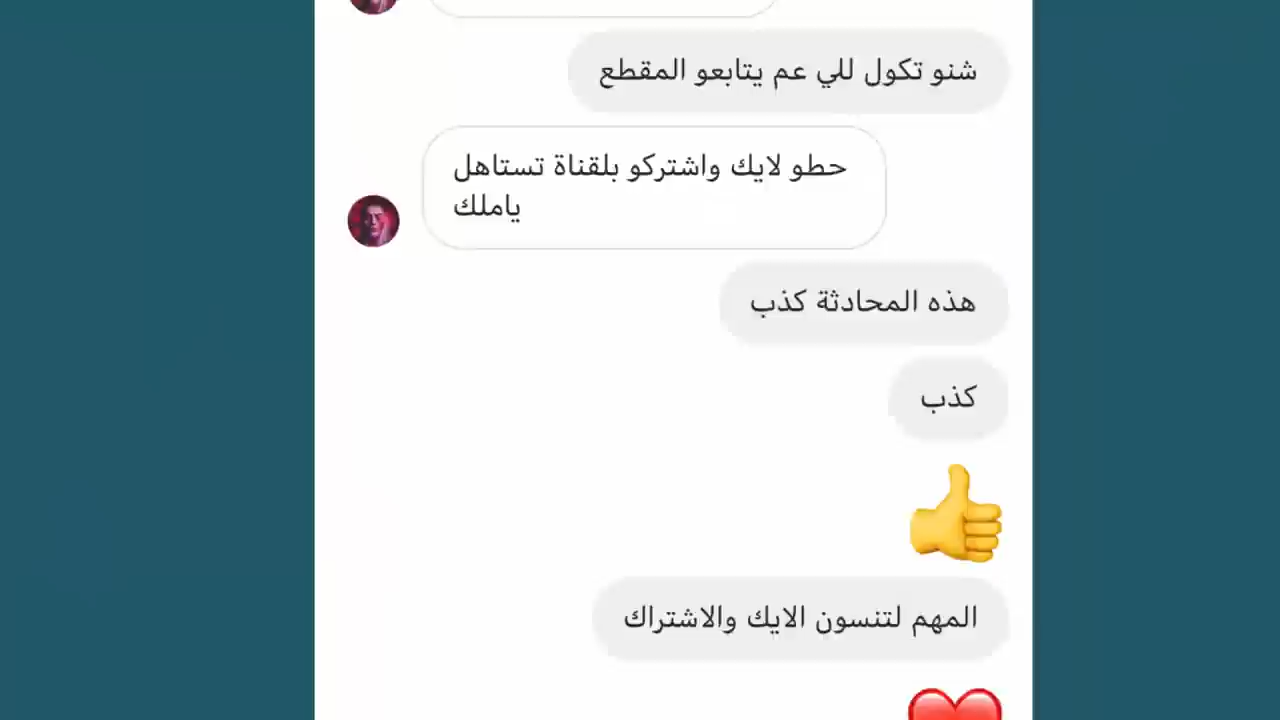 شنو تكول للي عم يتابعو المقطع
حطو لايك واشتركو بلقناة تستاهل
ياملك
هذه المحادثة كذب
كذب
المهم لتنسون الايك والاشتراك